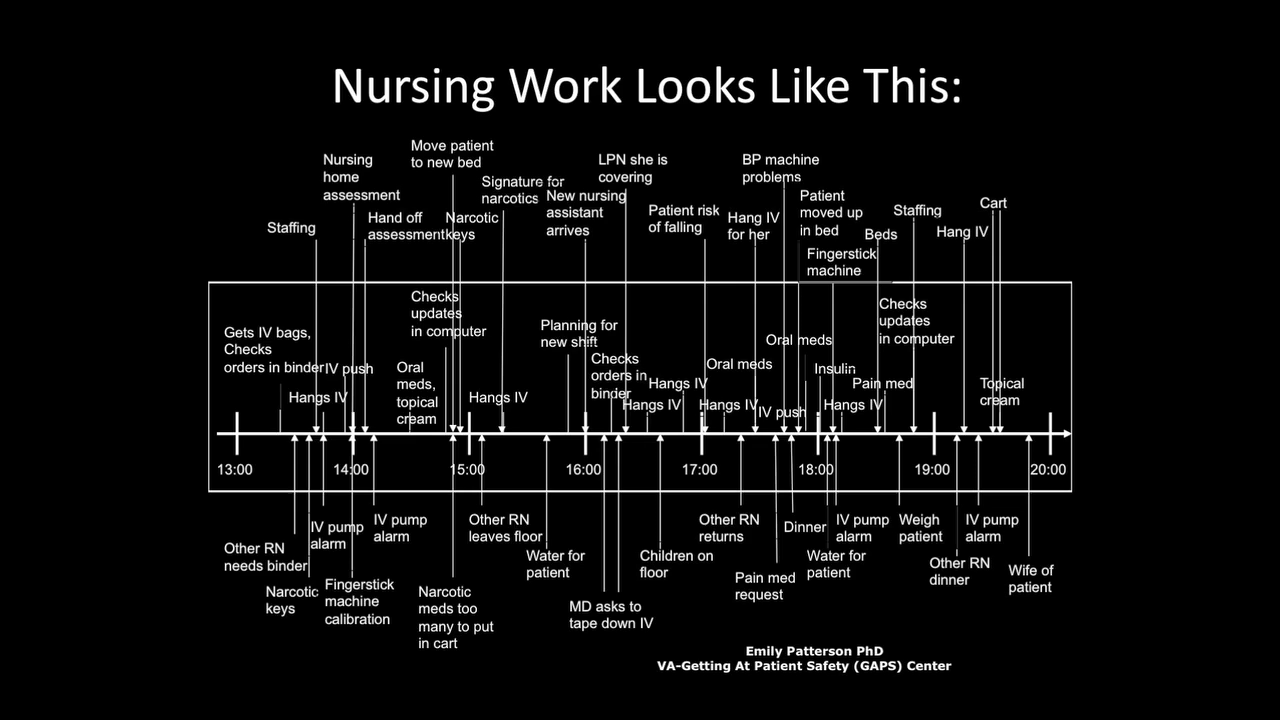 Nursing Work Looks Like This:
Move patient
to new bed
Nursing
home
assessment
LPN she is
covering
BP machine
problems
Signature for
narcotics
New nursing
assistant
arrives
Patient
moved up
in bed
Staffing
Hand off
assessment
Narcotic
keys
Patient risk
of falling
Hang IV
for her
Beds
Staffing
Cart
Hang IV
Fingerstick
machine
Gets IV bags,
Checks
orders in binder
IV push
Hangs IV
Checks
updates
in computer
Oral
meds,
topical
cream
Hangs IV
Planning for
new shift
Checks
orders in
binder
Hangs IV
Hangs IV
Oral meds
Hangs IV
IV push
Oral meds
Insulin
Hangs IV
Pain med
Checks
updates
in computer
Topical
cream
13:00
14:00
15:00
16:00
17:00
18:00
19:00
20:00
Other RN
needs binder
Narcotic
keys
IV pump
alarm
Fingerstick
machine
calibration
IV pump
alarm
Narcotic
meds too
many to put
in cart
Other RN
leaves floor
Water for
patient
MD asks to
tape down IV
Children on
floor
Other RN
returns
Pain med
request
Dinner
Water for
patient
IV pump
alarm
Weigh
patient
Other RN
dinner
IV pump
alarm
Wife of
patient
Emily Patterson PhD
VA-Getting At Patient Safety (GAPS) Center